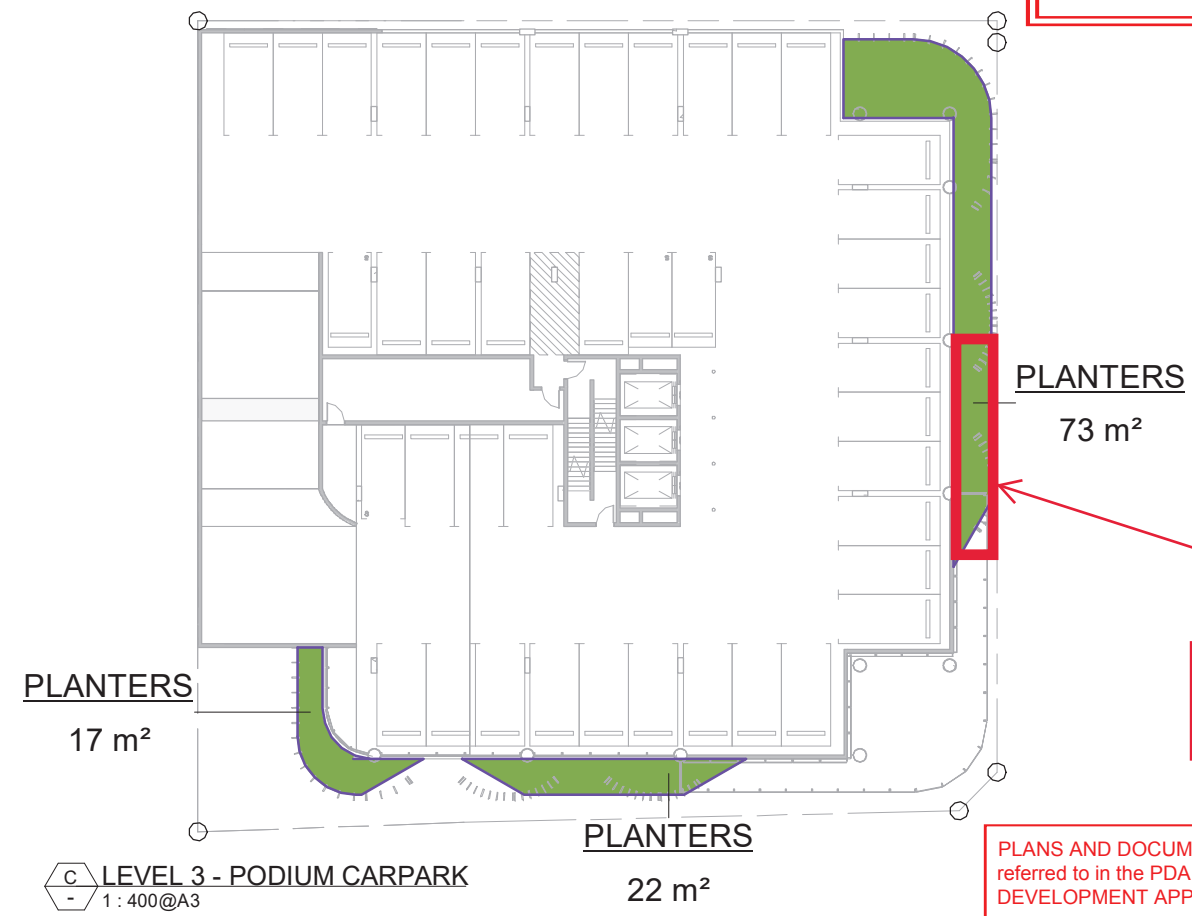 PLANTERS
73 m²
PLANTERS
17 m²
PLANTERS
22 m²
C
-
LEVEL 3 - PODIUM CARPARK
1 : 400@A3
PLANS AND DOCUM
referred to in the PDA
DEVELOPMENT APP